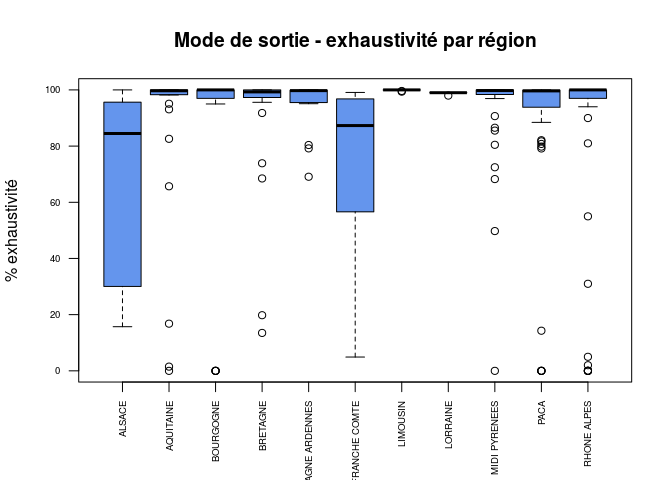 Mode de sortie - exhaustivité par région
% exhaustivité
100
80
60
40
20
0
ALSACE
AQUITAINE
BOURGOGNE
BRETAGNE
AGNE ARDENNES
FRANCHE COMTE
LIMOUSIN
LORRAINE
MIDI PYRENEES
PACA
RHONE ALPES